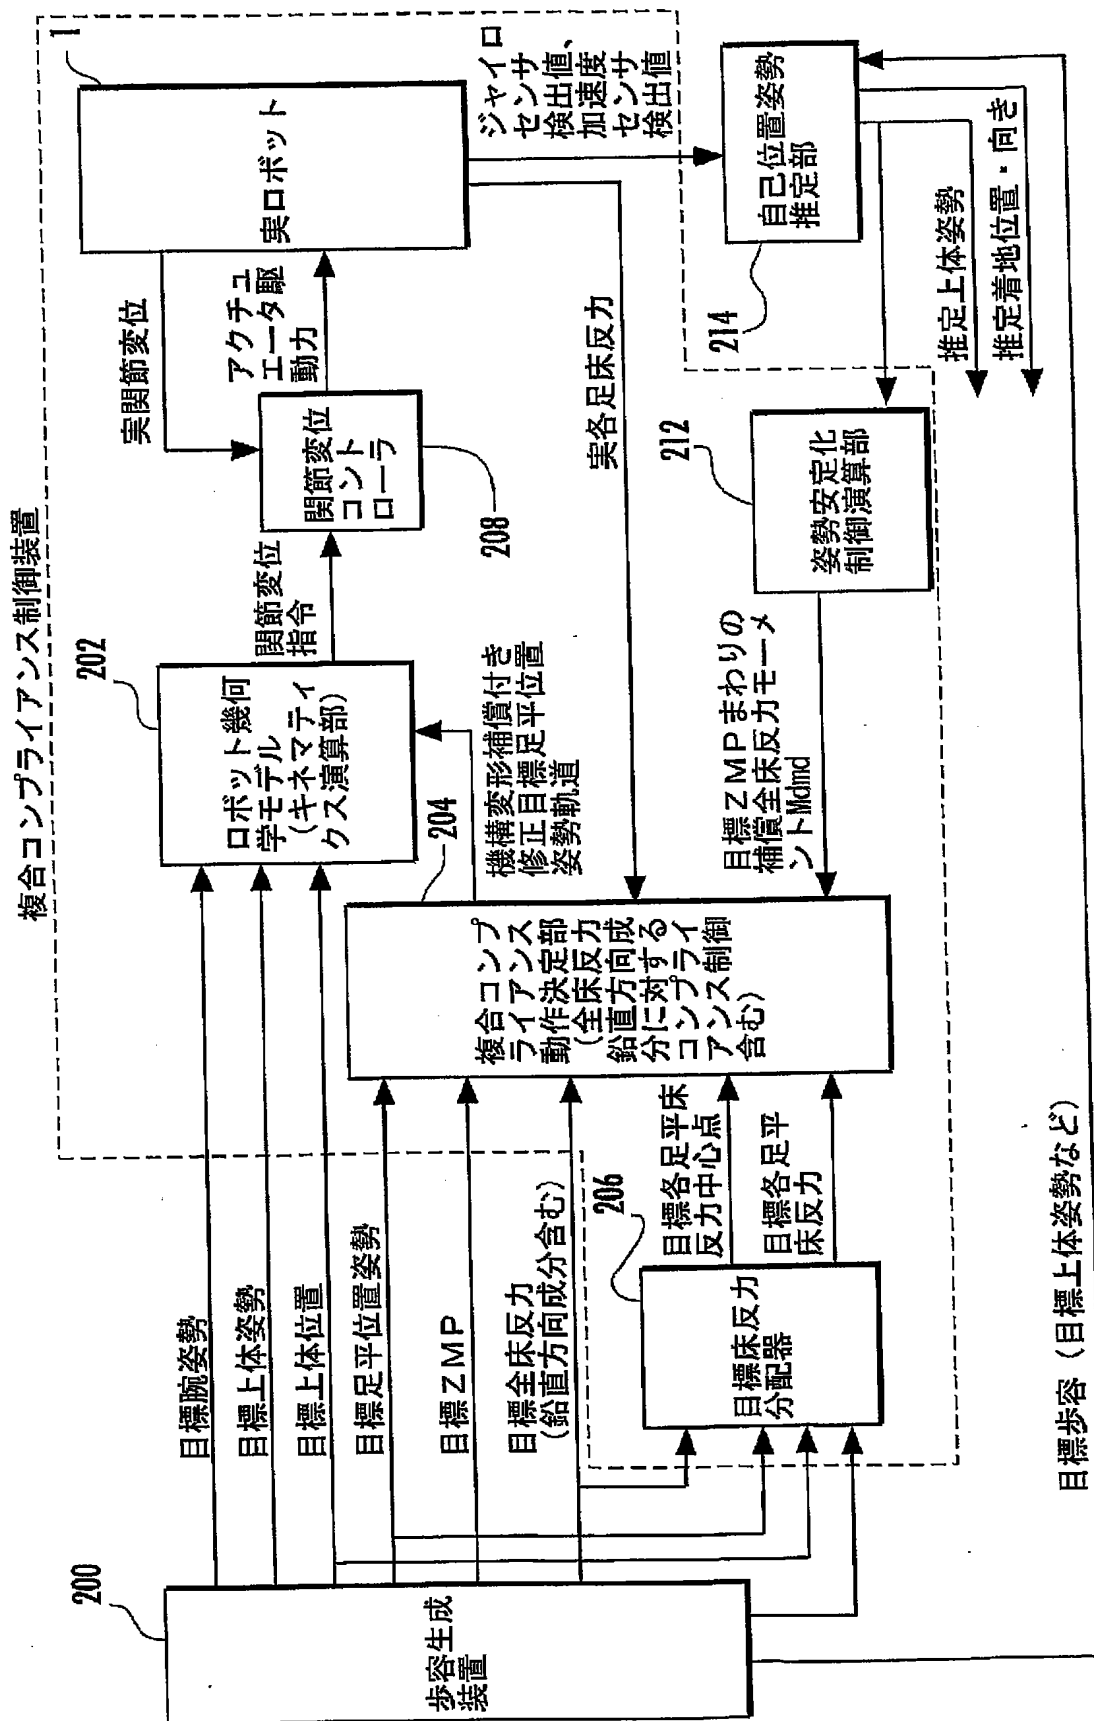 複合コンプライアンス制御装置
200
歩容生成
装置
目標腕姿勢
目標上体姿勢
目標上体位置
目標足平位置姿勢
目標ZMP
目標全床反力
(鉛直方向成分含む)
206
目標床反力
分配器
目標各足平床
反力中心点
目標各足平
床反力
202
ロボット幾何
学モデル
(キネマティ
クス演算部)
204
複合コンプ
ライアンス
動作決定部
(全床反力
鉛直方向成
分に対する
コンプライ
アンス制御
含む)
機構変形補償付き
修正目標足平位置
姿勢軌道
関節変位
指令
208
関節変位
コント
ローラ
実関節変位
アクチュ
エータ駆
動力
1
実ロボット
ジャイロ
センサ
検出値、
加速度
センサ
検出値
実各足床反力
目標ZMPまわりの
補償全床反力モーメ
ントMdmd
212
姿勢安定化
制御演算部
214
自己位置姿勢
推定部
推定上体姿勢
推定着地位置・向き
目標歩容(目標上体姿勢など)